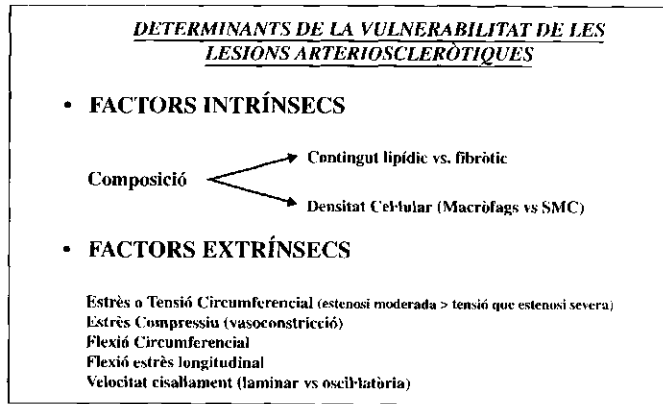 DETERMINANTS DE LA VULNERABILITAT DE LES
LESIONS ARTERIOSCLERÒTIQUES
• FACTORS INTRÍNSECS
Contingut lipídic vs. fibròtic
Composició
Densitat Cel·lular (Macròfags vs SMC)
• FACTORS EXTRÍNSECS
Estrès o Tensió Circumferencial (estenosi moderada > tensió que estenosi severa)
Estrès Compressiu (vasoconstricció)
Flexió Circumferencial
Flexió estrès longitudinal
Velocitat cisallament (laminar vs oscil·latòria)